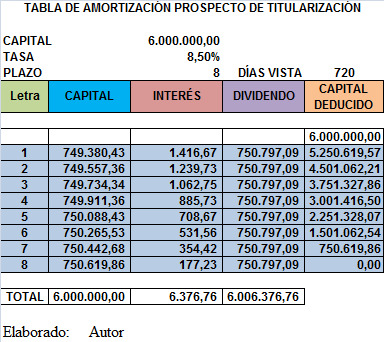 TABLA DE AMORTIZACIÓN PROSPECTO DE TITULARIZACIÓN
CAPITAL 6.000.000,00
TASA 8,50%
PLAZO 8 DÍAS VISTA 720
Letra CAPITAL INTERÉS DIVIDENDO CAPITAL DEDUCIDO
6.000.000,00
1 749.380,43 1.416,67 750.797,09 5.250.619,57
2 749.557,36 1.239,73 750.797,09 4.501.062,21
3 749.734,34 1.062,75 750.797,09 3.751.327,86
4 749.911,36 885,73 750.797,09 3.001.416,50
5 750.088,43 708,67 750.797,09 2.251.328,07
6 750.265,53 531,56 750.797,09 1.501.062,54
7 750.442,68 354,42 750.797,09 750.619,86
8 750.619,86 177,23 750.797,09 0,00
TOTAL 6.000.000,00 6.376,76 6.006.376,76
Elaborado: Autor